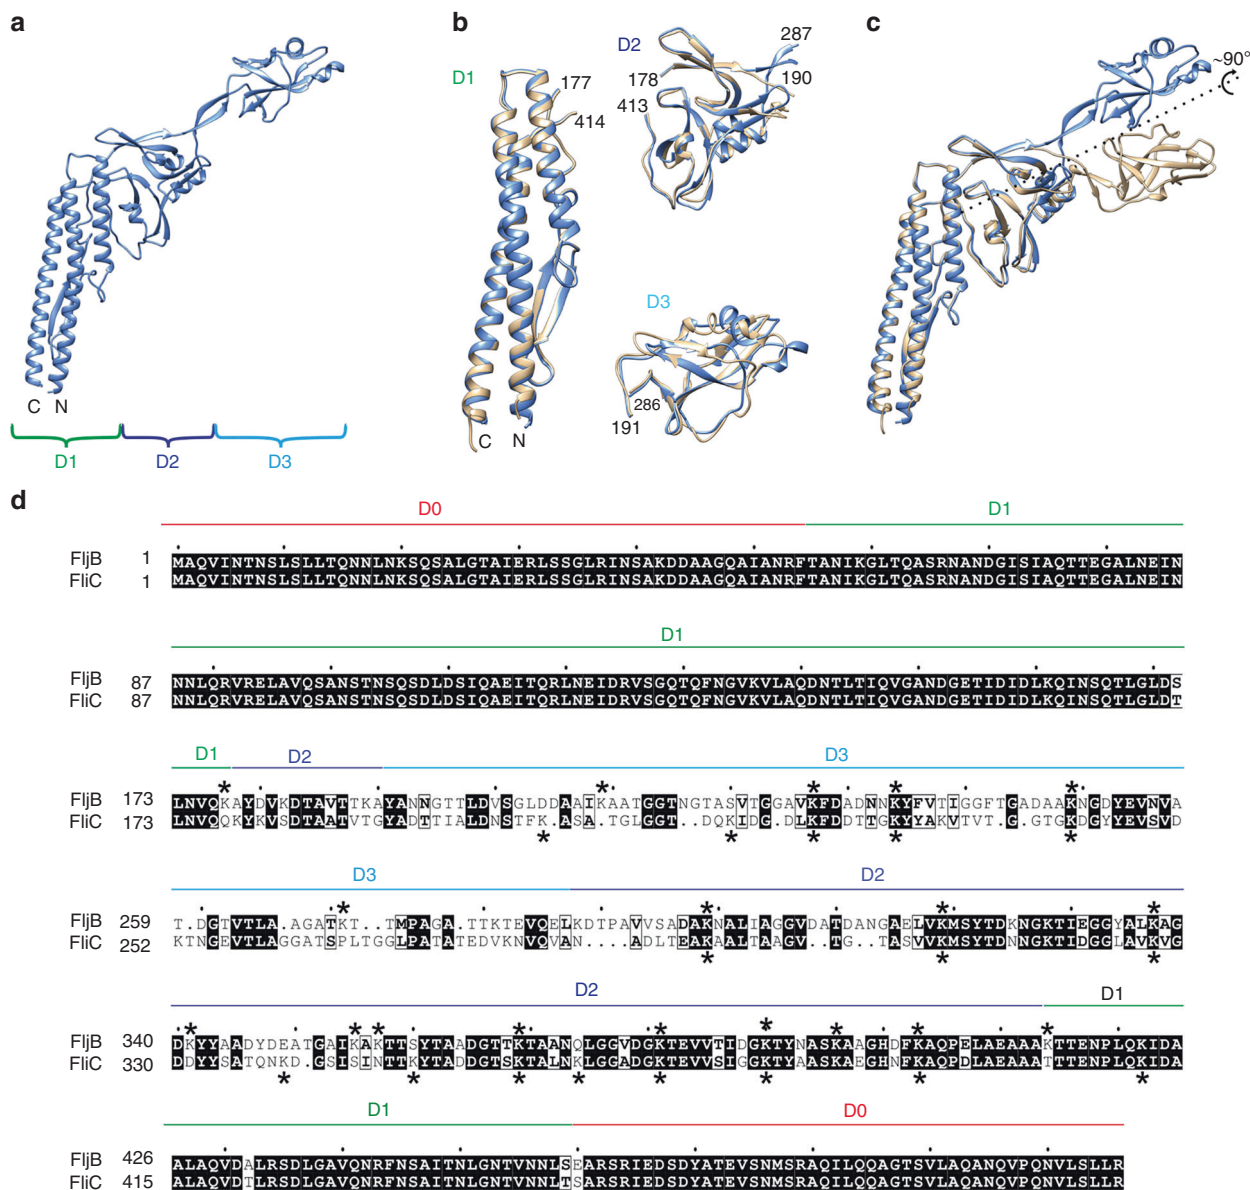 a
C N
D1 D2 D3
b
D1
177
414
C N
D2
287
178
190
413
D3
286
191
c
~90°
d
D0 D1
FljB 1 MAQVINTNSLSLLTQNNLNKSQSALGTAIERLSSGLRINSAKDDAAGQAIANRFTANIKGLTQASRNANDGISIAQTTEGALNEIN
FliC 1 MAQVINTNSLSLLTQNNLNKSQSALGTAIERLSSGLRINSAKDDAAGQAIANRFTANIKGLTQASRNANDGISIAQTTEGALNEIN
D1
FljB 87 NNLQRVRELAVQSANSTNSQSDLDSIQAEITQRLNEIDRVSGQTQFNGVKVLAQDNTLTIQVGANDGETIDIDLKQINSQTLGLDS
FliC 87 NNLQRVRELAVQSANSTNSQSDLDSIQAEITQRLNEIDRVSGQTQFNGVKVLAQDNTLTIQVGANDGETIDIDLKQINSQTLGLDT
D1 D2 D3
* * * * *
FljB 173 LNVQKAYDVKDTAVTTKAYANNGTTLDVSGLDDAAIKAATGGTNGTASVTGGAVKFDADNNKYFVTIGGFTGADAAKNGDYEVNVA
FliC 173 LNVQQKYKVSDTAATVTGYADTTIALDNSTFK.ASA.TGLGGT..DQKIDG.DLKFDDTTGKYYAKVTVT.G.GTGKDGYYEVSVD
* * * * *
D3 D2
* * * *
FljB 259 T.DGTVTLA.AGATKT..TMPAGA.TTKTEVQELKDTPAVVSADAKNALIAGGVDATDANGAELVKMSYTDKNGKTIEGGYALKAG
FliC 252 KTNGEVTLAGGATSPLTGGLPATATEDVKNVQVAN....ADLTEAKAALTAAGV..TG..TASVVKMSYTDNNGKTIDGGLAVKVG
* * *
D2 D1
* * * * * * * * *
FljB 340 DKYYAADYDEATGAIKAKTTSYTAADGTTKTAANQLGGVDGKTEVVTIDGKTYNASKAAGHDFKAQPELAEAAAKTTENPLQKIDA
FliC 330 DDYYSATQNKD.GSISINTTKYTADDGTSKTALNKLGGADGKTEVVSIGGKTYAASKAEGHNFKAQPDLAEAAATTTENPLQKIDA
* * * * * * * *
D1 D0
FljB 426 ALAQVDALRSDLGAVQNRFNSAITNLGNTVNNLSEARSRIEDSDYATEVSNMSRAQILQQAGTSVLAQANQVPQNVLSLLR
FliC 415 ALAQVDTLRSDLGAVQNRFNSAITNLGNTVNNLTSARSRIEDSDYATEVSNMSRAQILQQAGTSVLAQANQVPQNVLSLLR